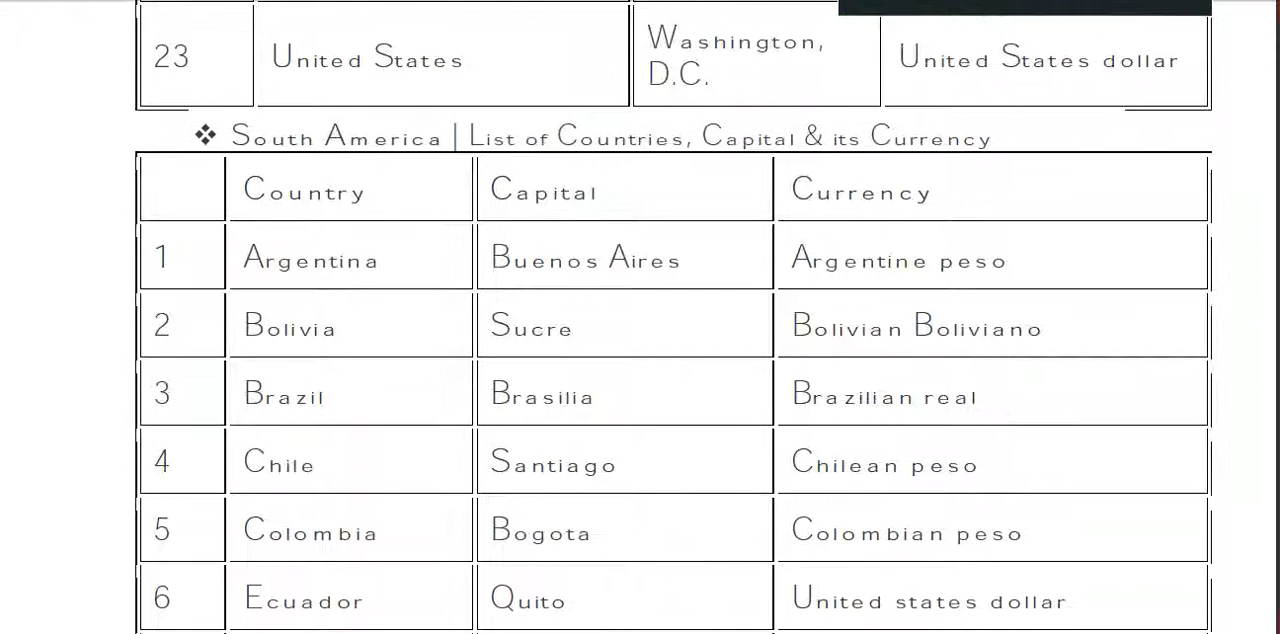 23 United States Washington, D.C. United States dollar
❖ South America | List of Countries, Capital & its Currency
Country Capital Currency
1 Argentina Buenos Aires Argentine peso
2 Bolivia Sucre Bolivian Boliviano
3 Brazil Brasilia Brazilian real
4 Chile Santiago Chilean peso
5 Colombia Bogota Colombian peso
6 Ecuador Quito United states dollar